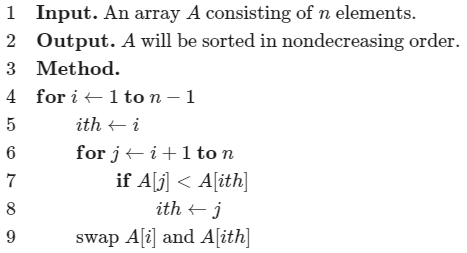 1 Input. An array A consisting of n elements.
2 Output. A will be sorted in nondecreasing order.
3 Method.
4 for i ← 1 to n − 1
5 ith ← i
6 for j ← i + 1 to n
7 if A[j] < A[ith]
8 ith ← j
9 swap A[i] and A[ith]